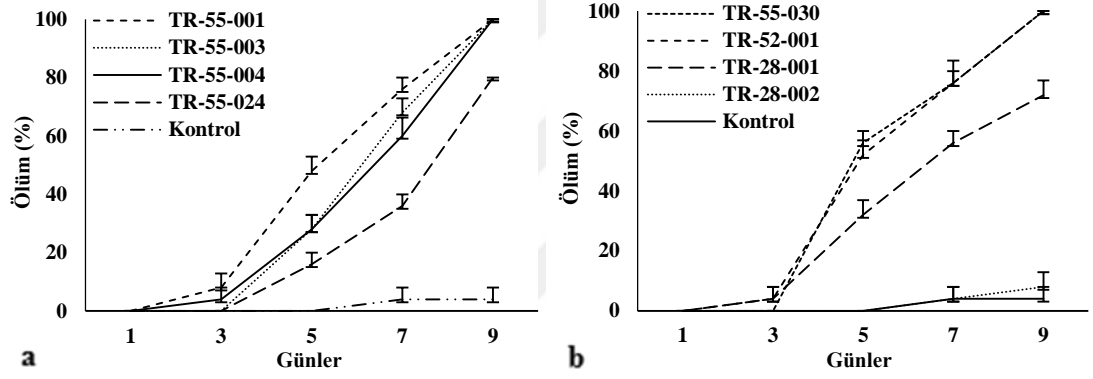 100
80
60
40
20
0
Ölüm (%)
TR-55-001
TR-55-003
TR-55-004
TR-55-024
Kontrol
1 3 5 7 9
Günler
a
100
80
60
40
20
0
Ölüm (%)
TR-55-030
TR-52-001
TR-28-001
TR-28-002
Kontrol
1 3 5 7 9
Günler
b